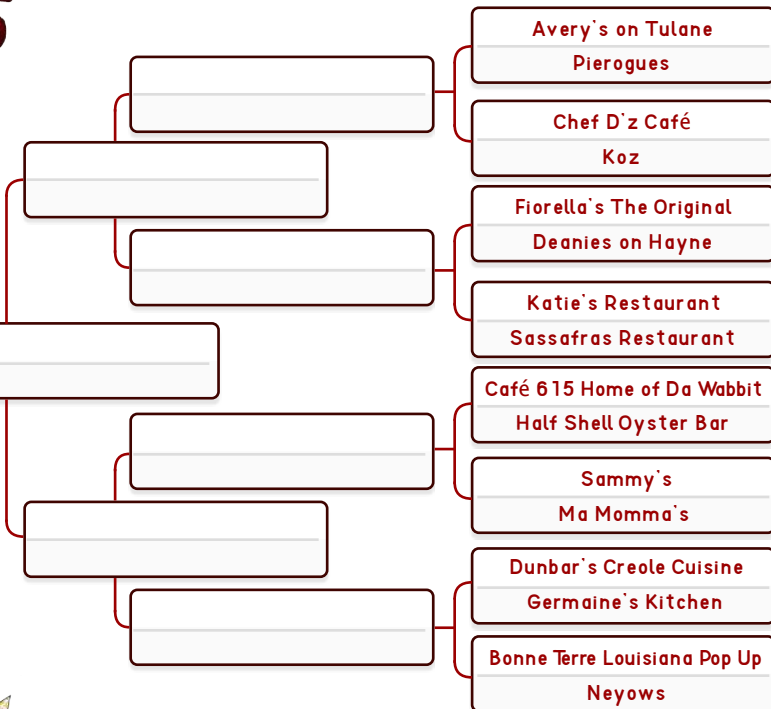 Avery's on Tulane
Pierogues
Chef D'z Café
Koz
Fiorella's The Original
Deanies on Hayne
Katie's Restaurant
Sassafras Restaurant
Café 615 Home of Da Wabbit
Half Shell Oyster Bar
Sammy's
Ma Momma's
Dunbar's Creole Cuisine
Germaine's Kitchen
Bonne Terre Louisiana Pop Up
Neyows